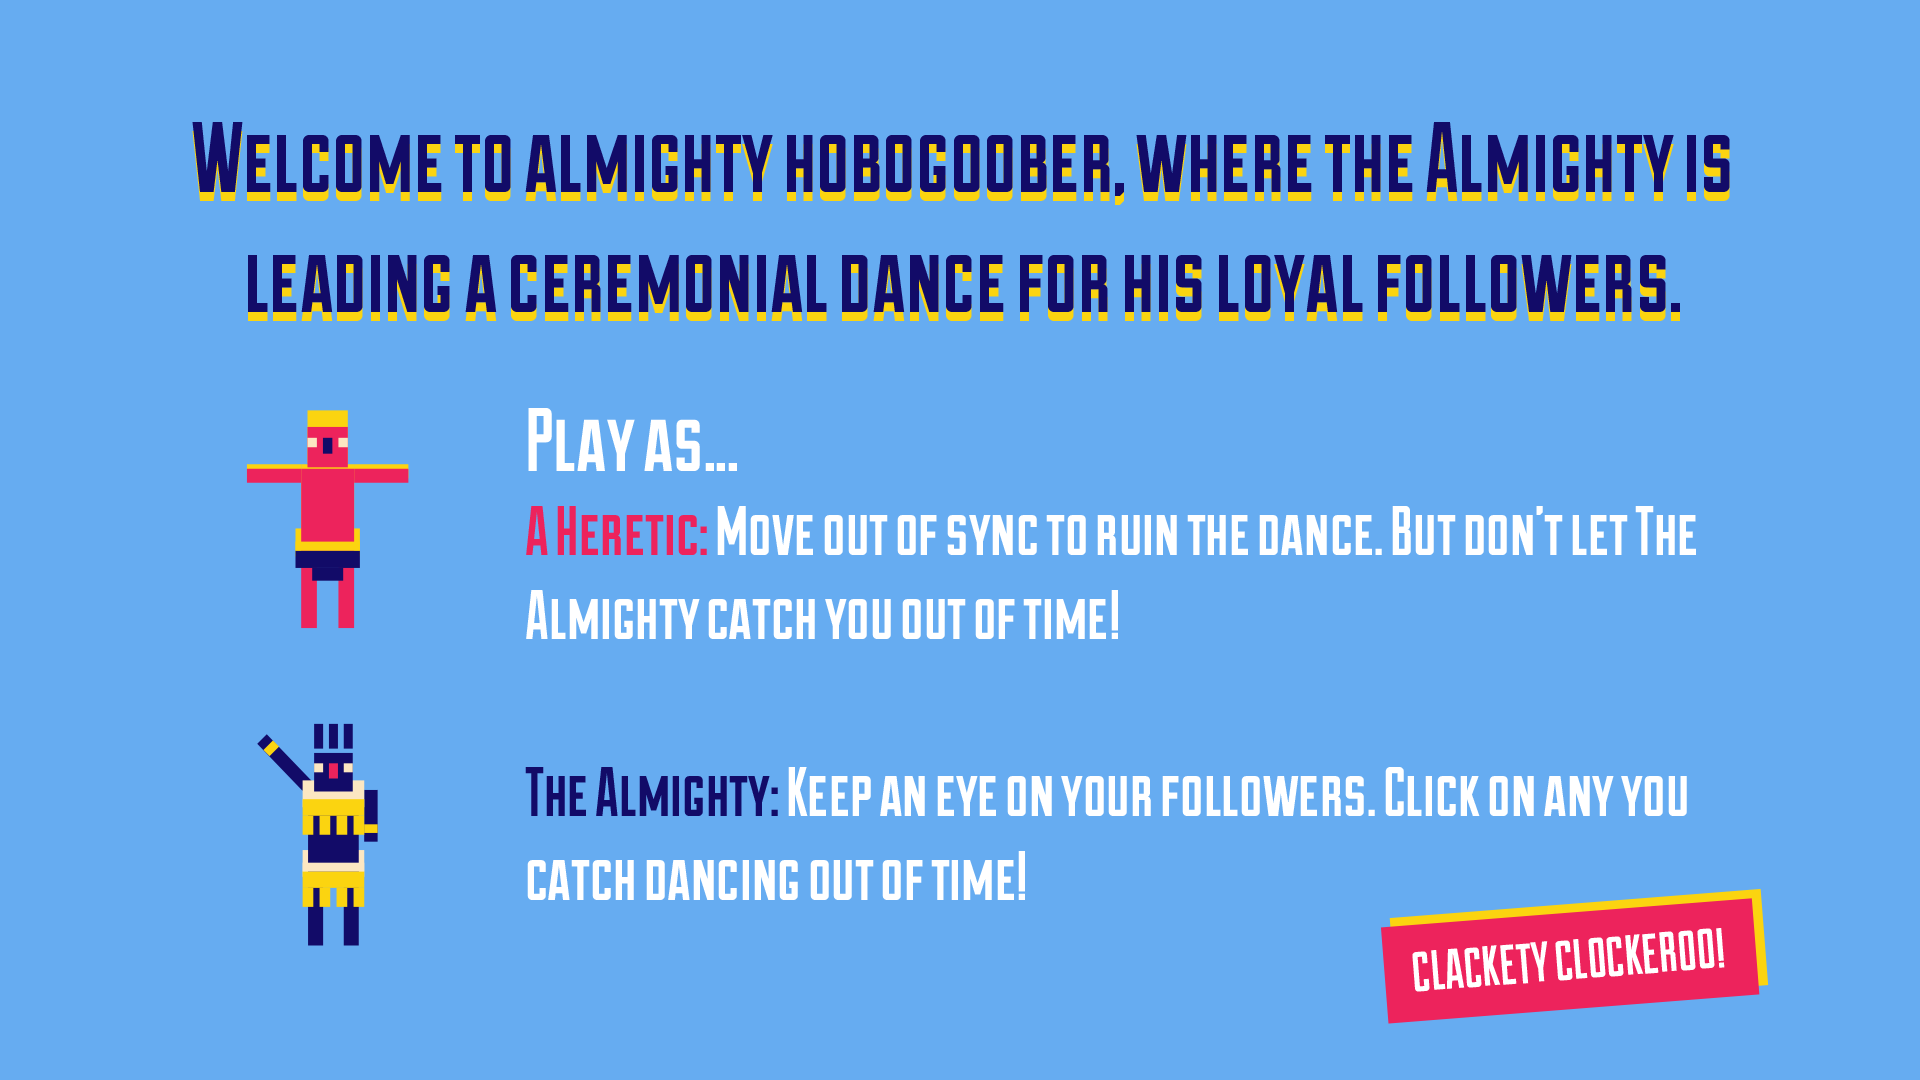 Welcome to almighty hobogoober, where the Almighty is
leading a ceremonial dance for his loyal followers.
Play as...
A Heretic: Move out of sync to ruin the dance. But don't let The
Almighty catch you out of time!
The Almighty: Keep an eye on your followers. Click on any you
catch dancing out of time!
CLACKETY CLOCKEROO!